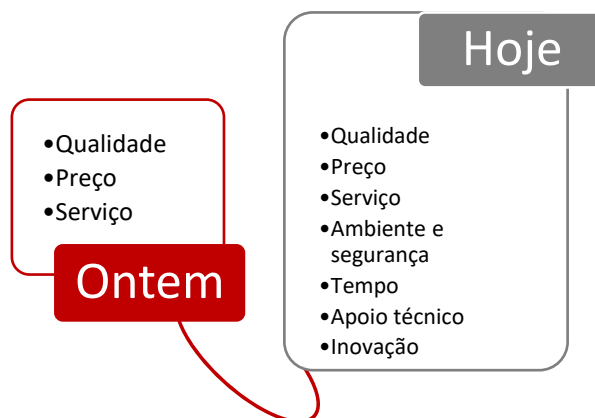 •Qualidade
•Preço
•Serviço
Ontem
Hoje
•Qualidade
•Preço
•Serviço
•Ambiente e
segurança
•Tempo
•Apoio técnico
•Inovação